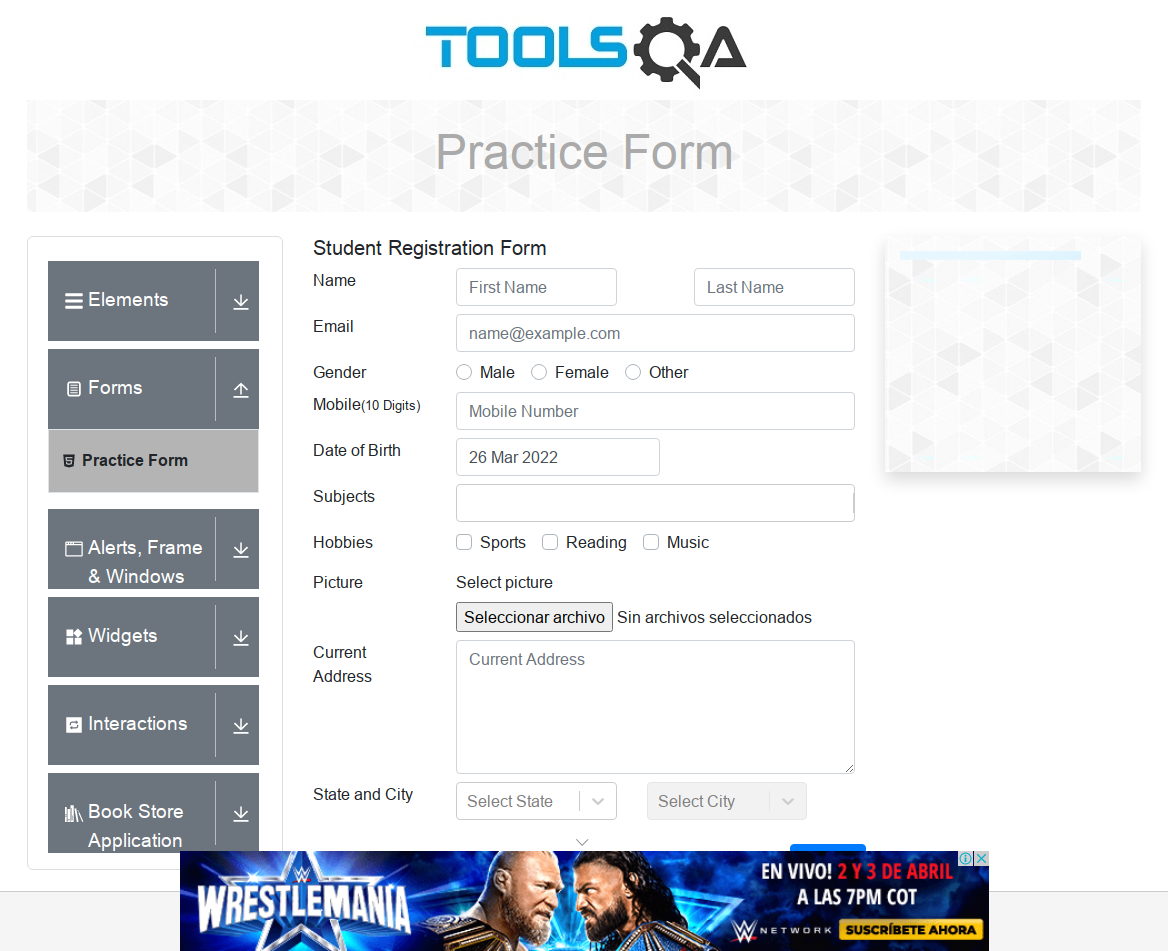 TOOLSQA
Practice Form
Elements
Forms
Practice Form
Alerts, Frame
& Windows
Widgets
Interactions
Book Store
Application
Student Registration Form
Name
First Name
Last Name
Email
name@example.com
Gender
Male
Female
Other
Mobile(10 Digits)
Mobile Number
Date of Birth
26 Mar 2022
Subjects
Hobbies
Sports
Reading
Music
Picture
Select picture
Seleccionar archivo Sin archivos seleccionados
Current
Address
Current Address
State and City
Select State
Select City
W
WRESTLEMANIA
EN VIVO! 2 Y 3 DE ABRIL
A LAS 7PM COT
W NETWORK
SUSCRÍBETE AHORA